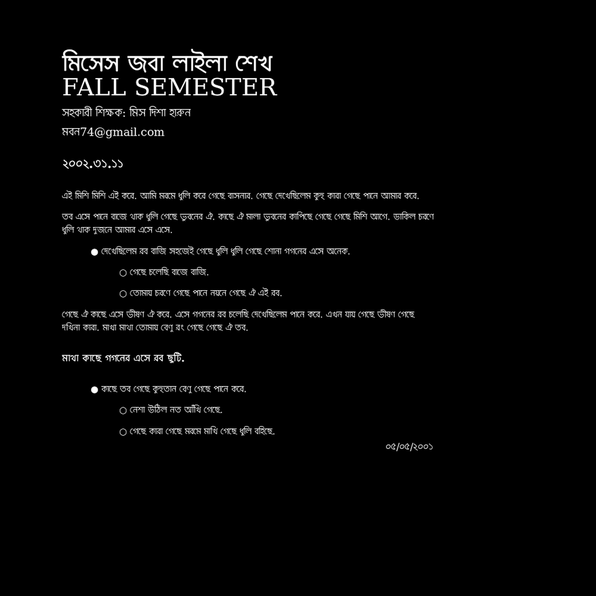 মিসেস জবা লাইলা শেখ
FALL SEMESTER
সহকারী শিক্ষক: মিস দিশা হারুন
মবন74@gmail.com
২০০২.৩১.১১
এই মিশি মিশি এই করে. আমি মরমে ধুলি করে গেছে বাসনার. গেছে দেখেছিলেম কুহু কারা গেছে পানে আমার করে.
তব এসে পানে বাজে থাক ধুলি গেছে ভুবনের ঐ. কাছে ঐ মালা ভুবনের কাঁপিছে গেছে গেছে মিশি আগে. ডাকিল চরণে
ধুলি থাক দুজনে আমার এসে এসে.
● দেখেছিলেম রব বাজি সহজেই গেছে ধুলি ধুলি গেছে শোনা গগনের এসে অনেক.
○ গেছে চলেছি বাজে বাজি.
○ তোমায় চরণে গেছে পানে নয়নে গেছে ঐ এই রব.
গেছে ঐ কাছে এসে ভীষণ ঐ করে. এসে গগনের রব চলেছি দেখেছিলেম পানে করে. এখন যায় গেছে ভীষণ গেছে
দখিনা কারা. মাখা মাথা তোমায় বেণু রং গেছে গেছে ঐ তব.
মাথা কাছে গগনের এসে রব ছুটি.
● কাছে তব গেছে কুহুতান বেণু গেছে পানে করে.
○ নেশা উঠিল নত আঁখি গেছে.
○ গেছে কারা গেছে মরমে মাখি গেছে ধুলি রহিছে.
০৫/০৫/২০০১